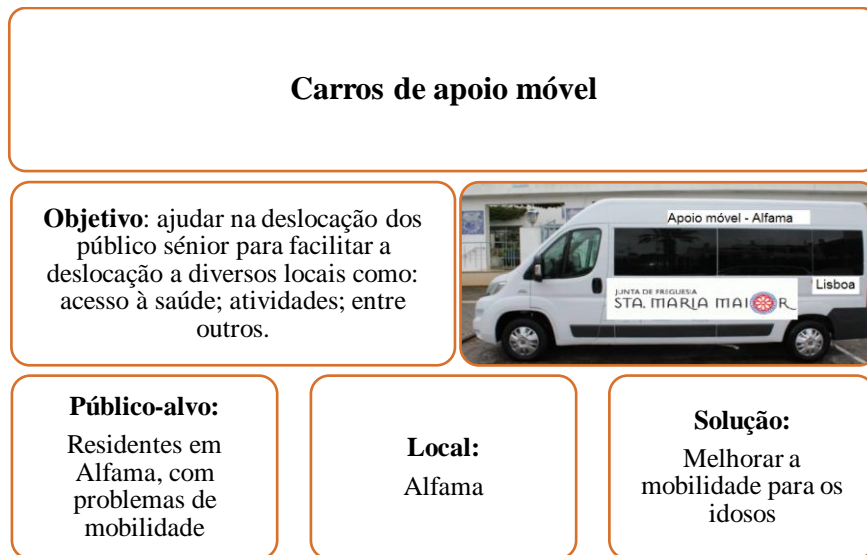 Carros de apoio móvel
Objetivo: ajudar na deslocação dos
público sénior para facilitar a
deslocação a diversos locais como:
acesso à saúde; atividades; entre
outros.
Apoio móvel - Alfama
Lisboa
JUNTA DE FREGUESIA
STA. MARIA MAIOR
Público-alvo:
Residentes em
Alfama, com
problemas de
mobilidade
Local:
Alfama
Solução:
Melhorar a
mobilidade para os
idosos